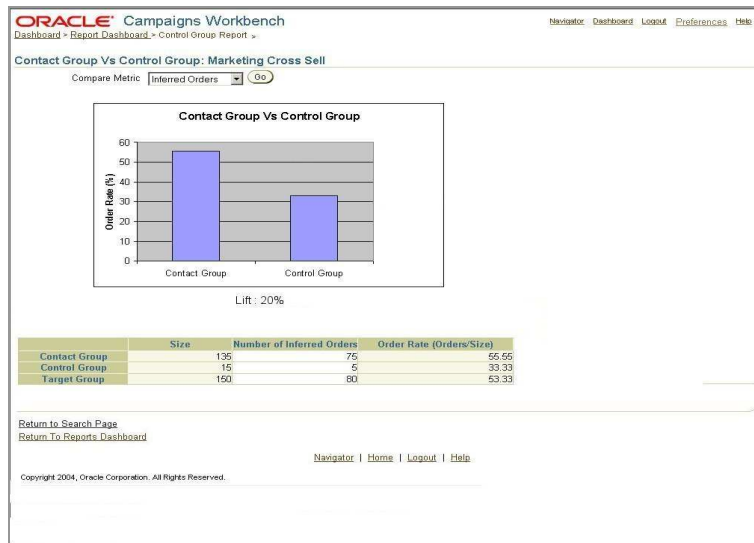 ORACLE Campaigns Workbench
Navigator Dashboard Logout Preferences Help
Dashboard > Report Dashboard > Control Group Report >
Contact Group Vs Control Group: Marketing Cross Sell
Compare Metric Inferred Orders Go
Contact Group Vs Control Group
Order Rate (%)
60
50
40
30
20
10
0
Contact Group Control Group
Lift : 20%
Size Number of Inferred Orders Order Rate (Orders/Size)
Contact Group 135 75 55.55
Control Group 15 5 33.33
Target Group 150 80 53.33
Return to Search Page
Return To Reports Dashboard
Navigator | Home | Logout | Help
Copyright 2004, Oracle Corporation. All Rights Reserved.